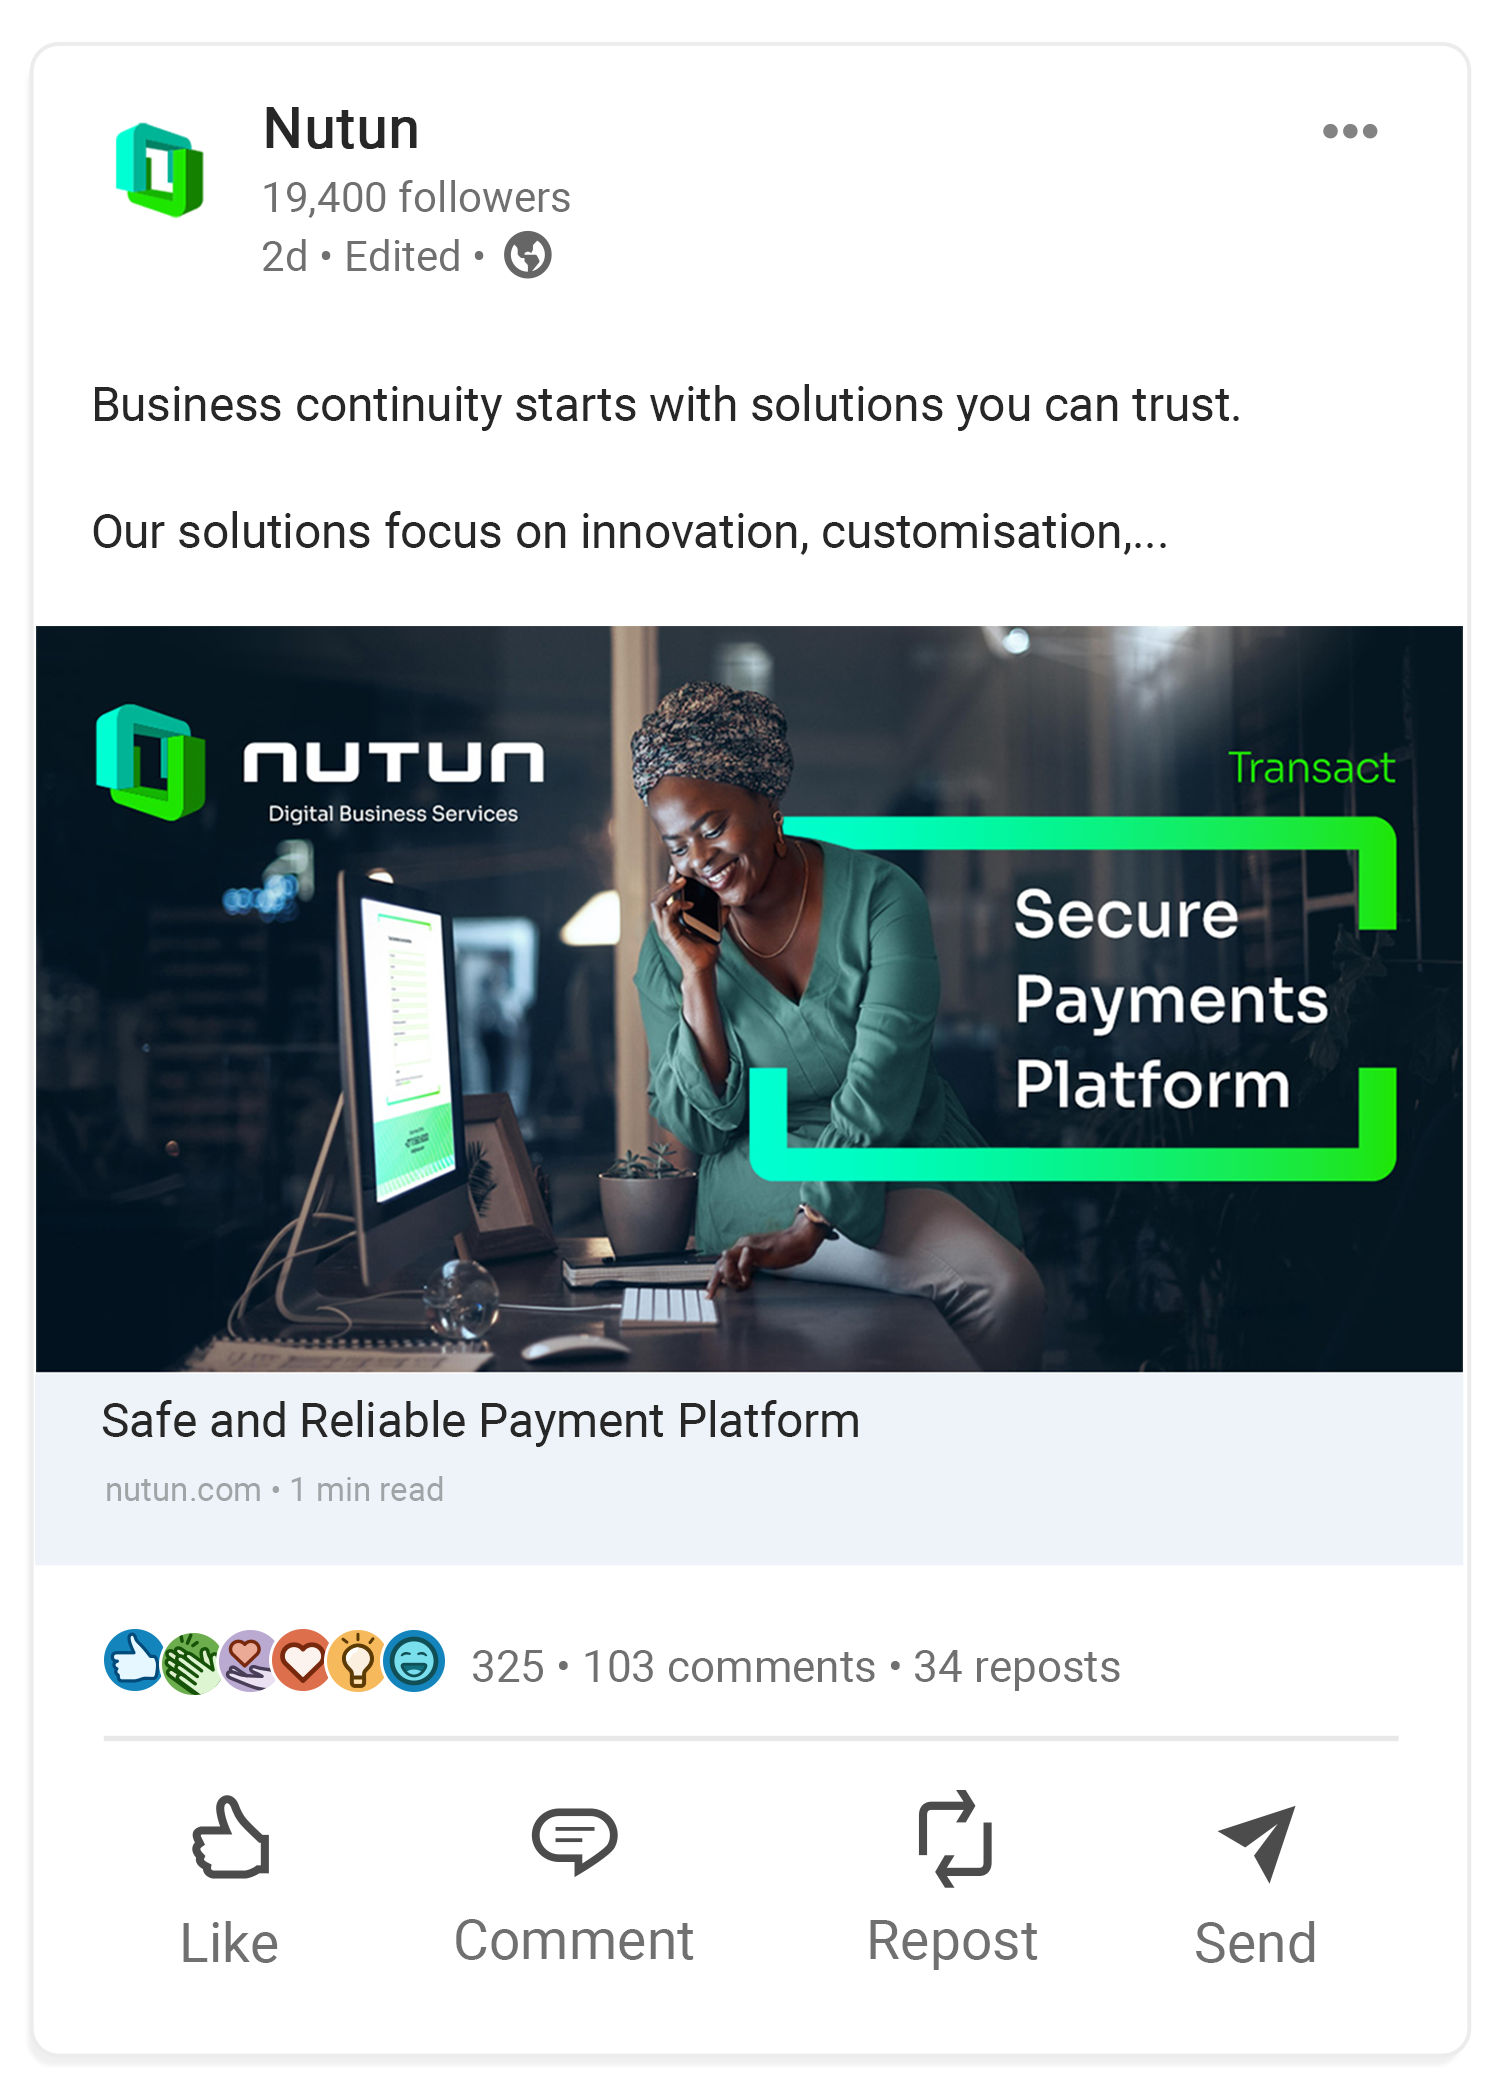 Nutun
19,400 followers
2d • Edited •
Business continuity starts with solutions you can trust.
Our solutions focus on innovation, customisation,...
NUTUN
Digital Business Services
Transact
Secure
Payments
Platform
Safe and Reliable Payment Platform
nutun.com • 1 min read
325 • 103 comments • 34 reposts
Like
Comment
Repost
Send